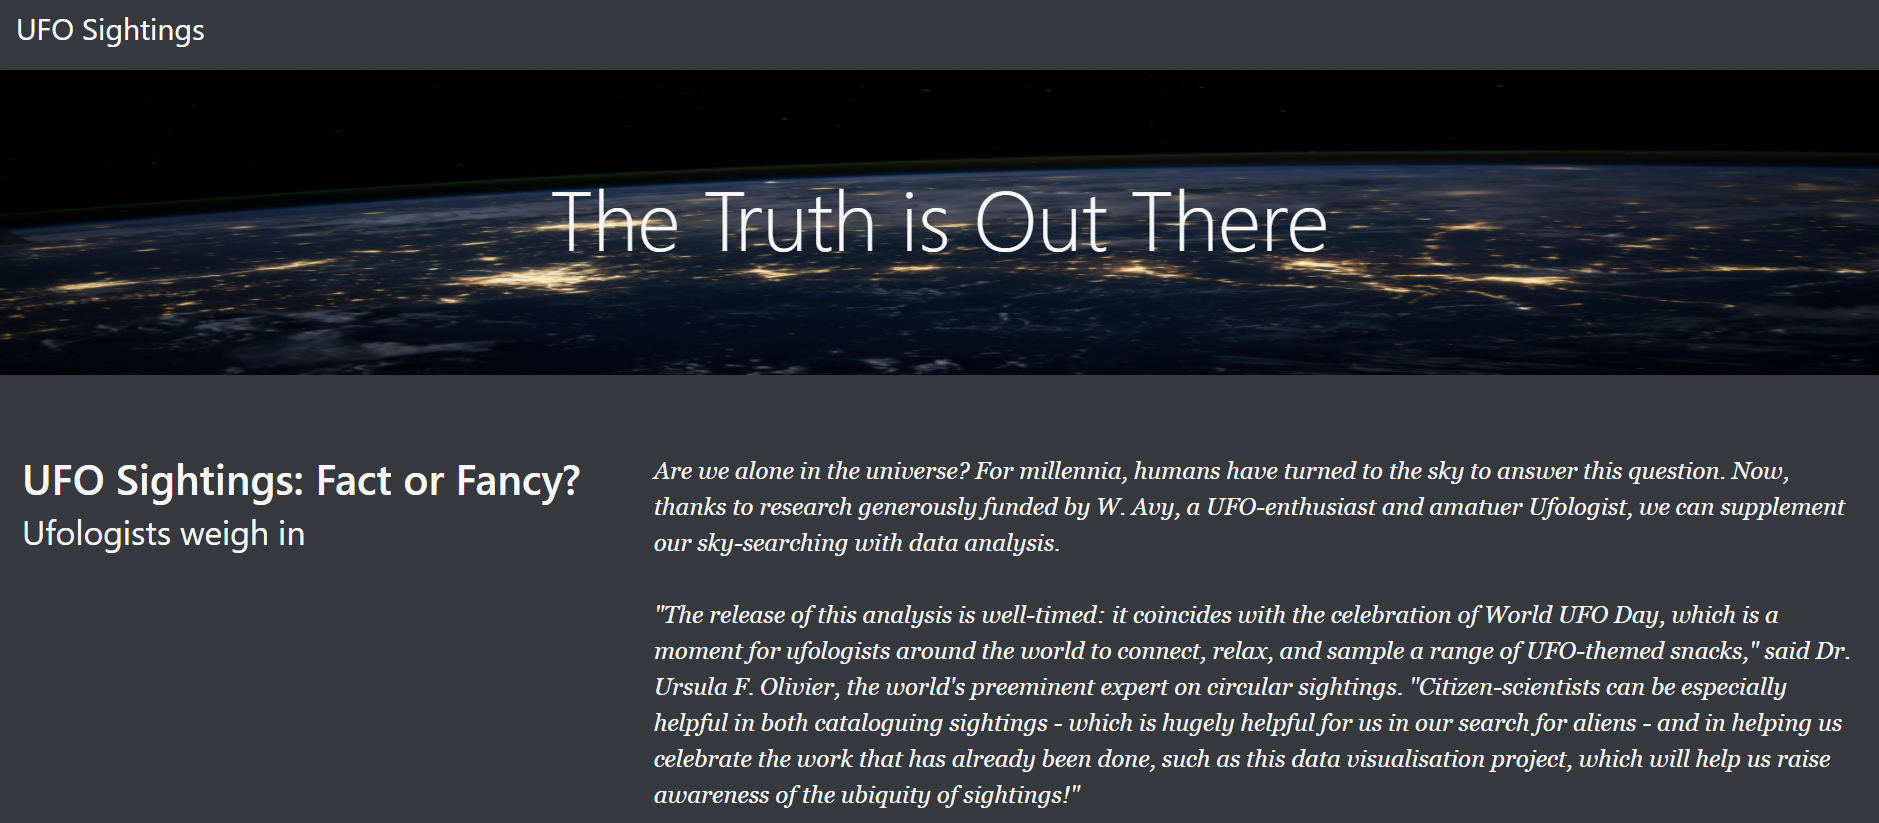 UFO Sightings
The Truth is Out There
UFO Sightings: Fact or Fancy?
Ufologists weigh in
Are we alone in the universe? For millennia, humans have turned to the sky to answer this question. Now,
thanks to research generously funded by W. Avy, a UFO-enthusiast and amatuer Ufologist, we can supplement
our sky-searching with data analysis.
"The release of this analysis is well-timed: it coincides with the celebration of World UFO Day, which is a
moment for ufologists around the world to connect, relax, and sample a range of UFO-themed snacks," said Dr.
Ursula F. Olivier, the world's preeminent expert on circular sightings. "Citizen-scientists can be especially
helpful in both cataloguing sightings - which is hugely helpful for us in our search for aliens - and in helping us
celebrate the work that has already been done, such as this data visualisation project, which will help us raise
awareness of the ubiquity of sightings!"